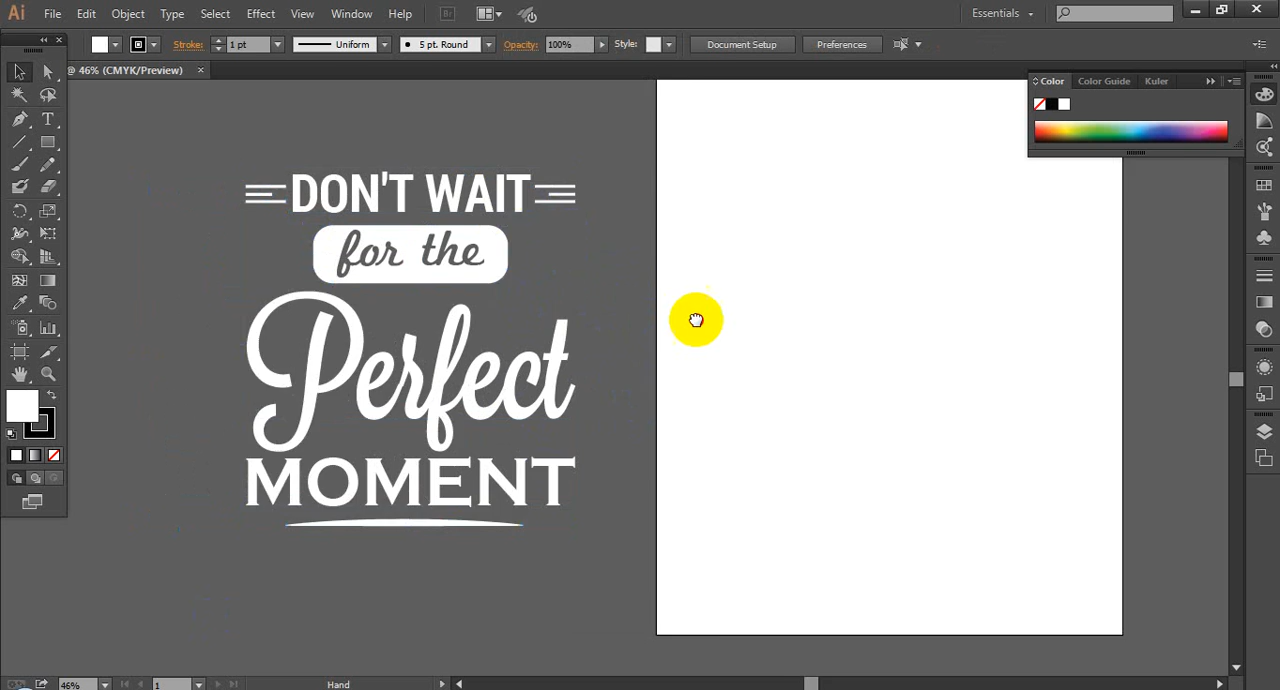 Ai File Edit Object Type Select Effect View Window Help Br Essentials
Stroke: 1 pt Uniform 5 pt. Round Opacity: 100% Style: Document Setup Preferences
@ 46% (CMYK/Preview)
Color Color Guide Kuler
DON'T WAIT
for the
Perfect
MOMENT
46% 1 Hand